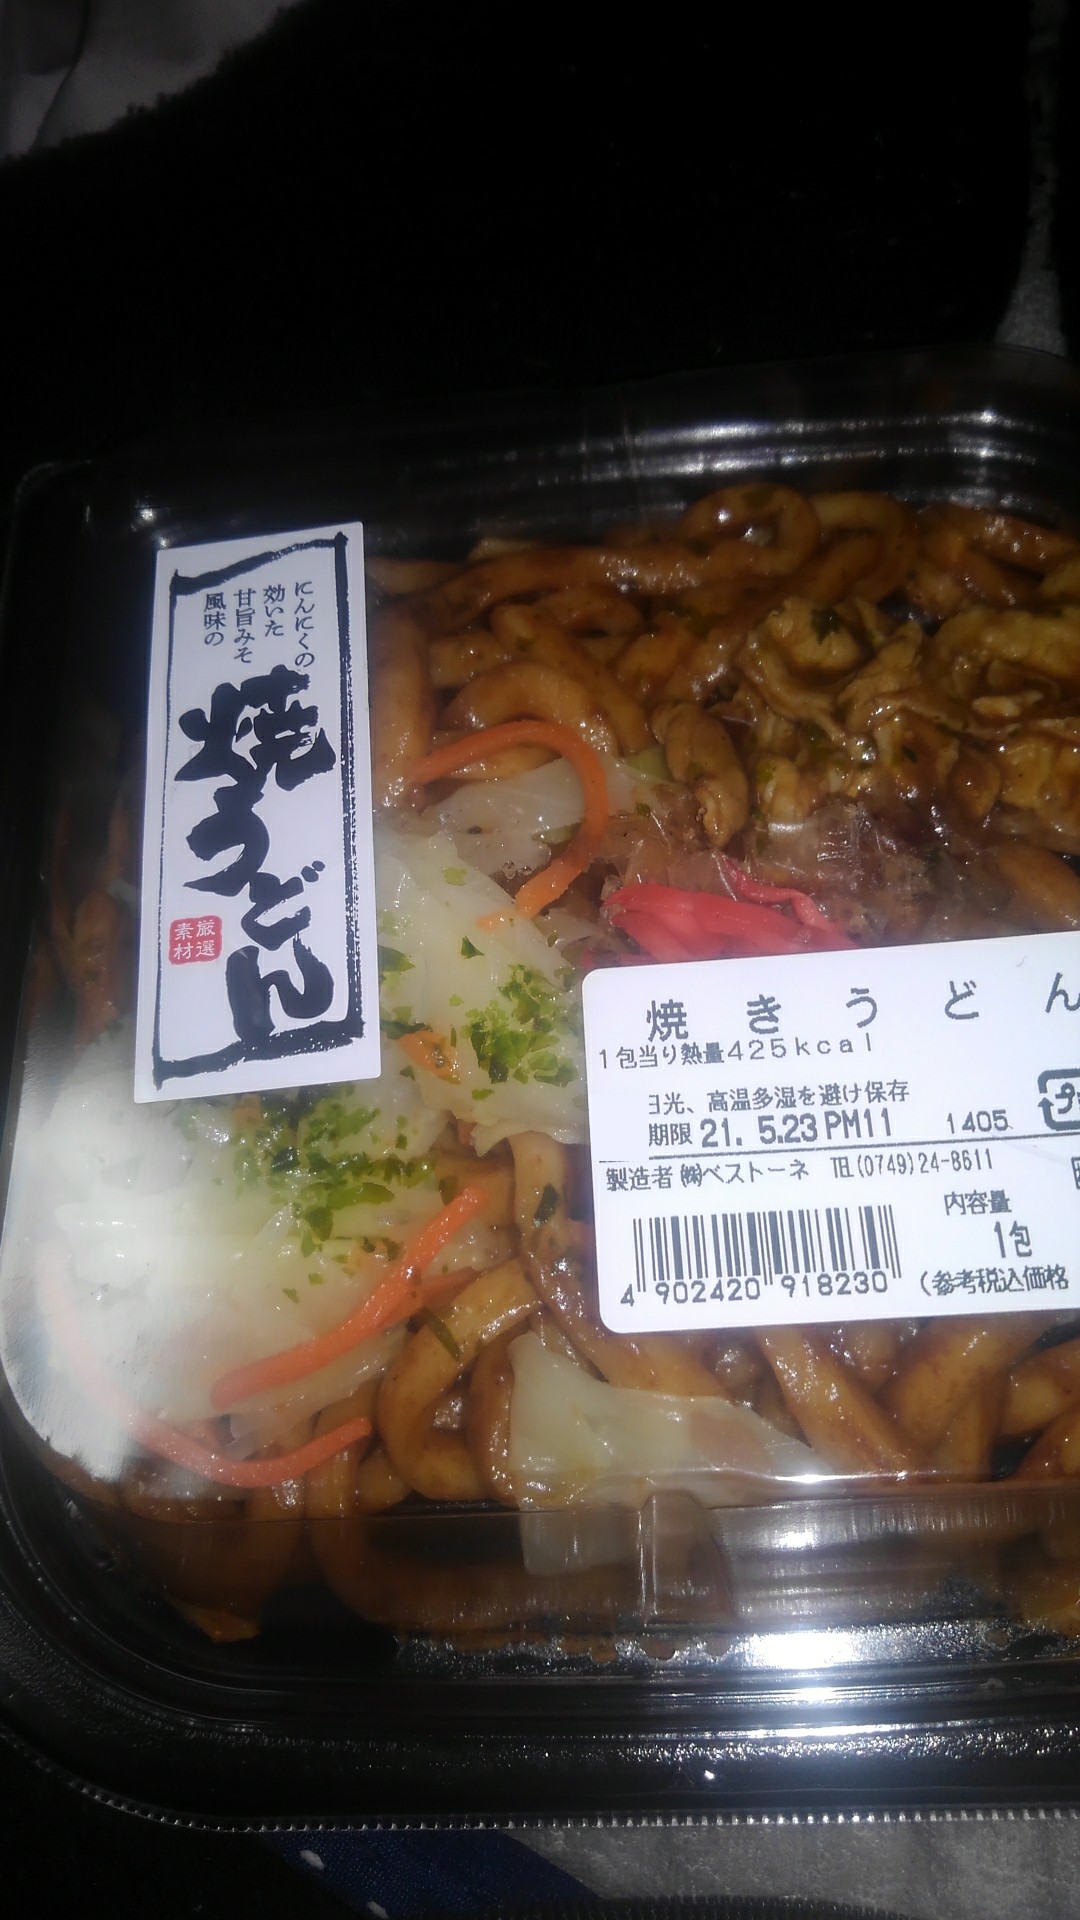 にんにくの
効いた
甘旨みそ
風味の
焼うどん
厳選
素材
焼きうどん
1包当り熱量425kcal
日光、高温多湿を避け保存
期限 21. 5.23 PM11 1405
製造者 ㈱ベストーネ TEL(0749)24-8611
内容量
1包
(参考税込価格
4 902420 918230